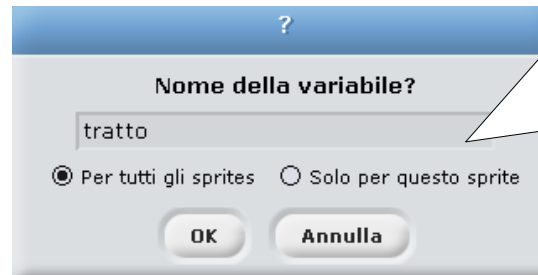 ?
Nome della variabile?
tratto
Per tutti gli sprites Solo per questo sprite
OK Annulla